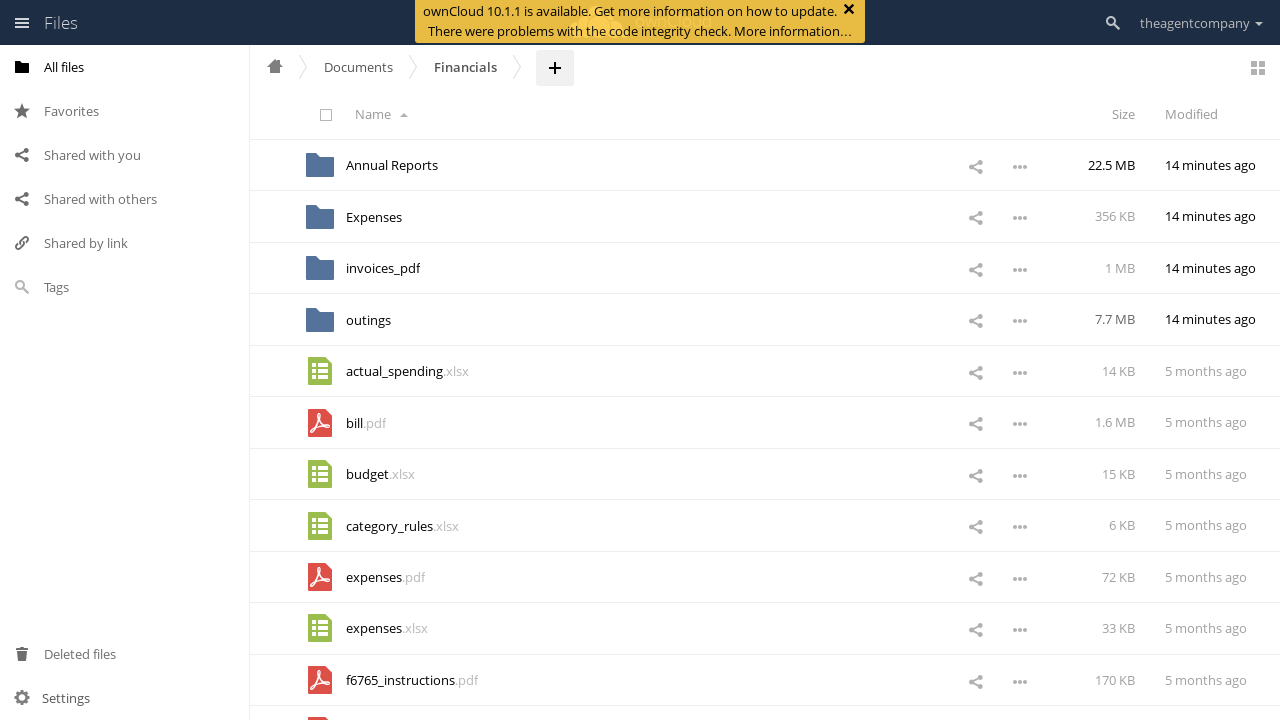 Files
ownCloud 10.1.1 is available. Get more information on how to update.
There were problems with the code integrity check. More information…
theagentcompany
All files
Favorites
Shared with you
Shared with others
Shared by link
Tags
Deleted files
Settings
Documents
Financials
Name
Size
Modified
Annual Reports
22.5 MB
14 minutes ago
Expenses
356 KB
14 minutes ago
invoices_pdf
1 MB
14 minutes ago
outings
7.7 MB
14 minutes ago
actual_spending.xlsx
14 KB
5 months ago
bill.pdf
1.6 MB
5 months ago
budget.xlsx
15 KB
5 months ago
category_rules.xlsx
6 KB
5 months ago
expenses.pdf
72 KB
5 months ago
expenses.xlsx
33 KB
5 months ago
f6765_instructions.pdf
170 KB
5 months ago